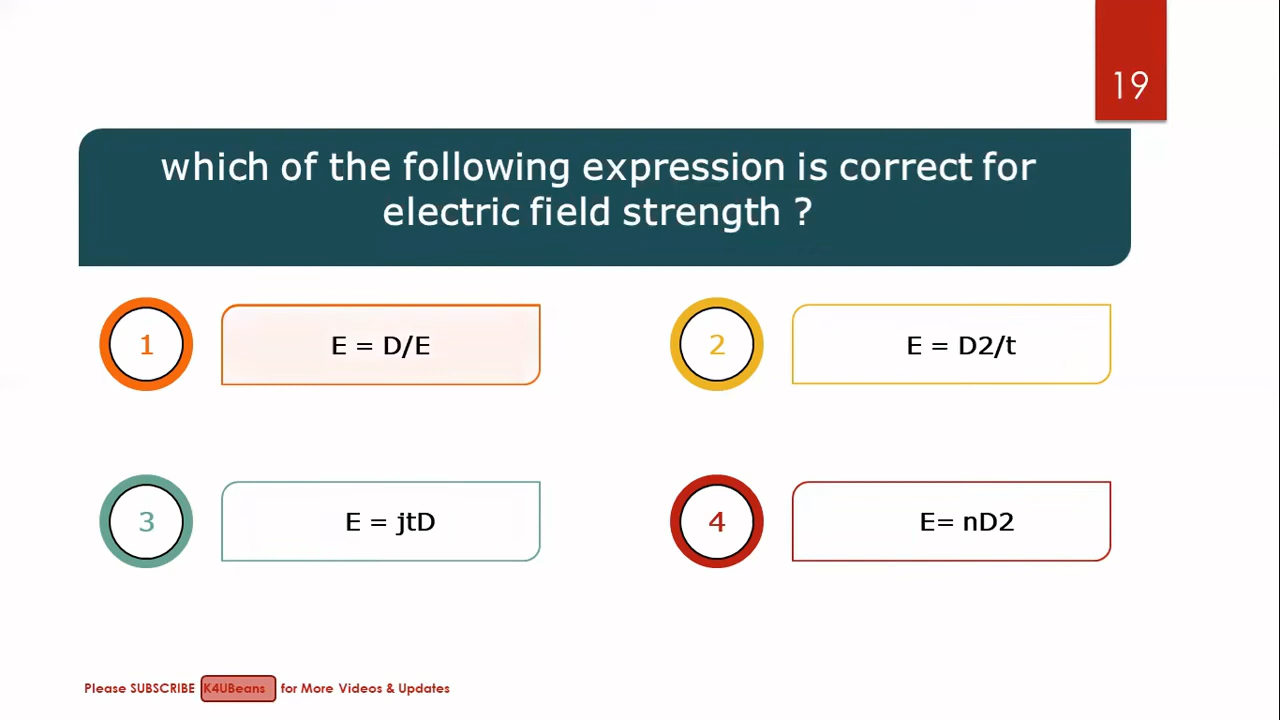 19
which of the following expression is correct for
electric field strength ?
1
E = D/E
2
E = D2/t
3
E = jtD
4
E= nD2
Please SUBSCRIBE K4UBeans for More Videos & Updates